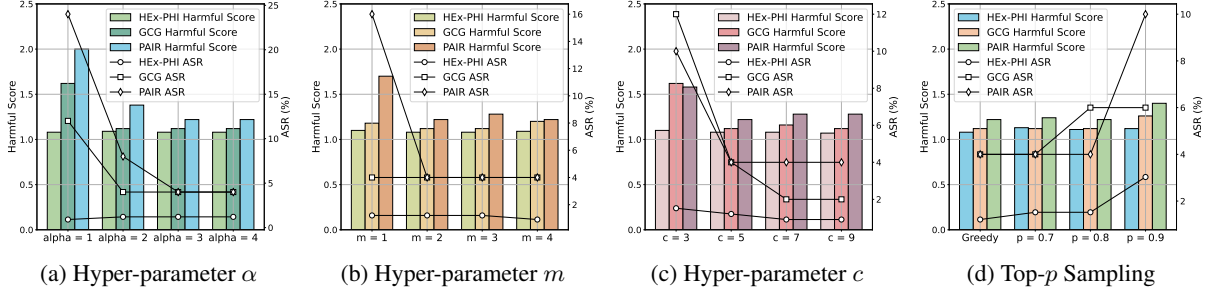 2.5
2.0
1.5
1.0
0.5
0.0
Harmful Score
HEx-PHI Harmful Score
GCG Harmful Score
PAIR Harmful Score
HEx-PHI ASR
GCG ASR
PAIR ASR
25
20
15
10
5
0
ASR (%)
alpha = 1 alpha = 2 alpha = 3 alpha = 4
(a) Hyper-parameter α
2.5
2.0
1.5
1.0
0.5
0.0
Harmful Score
HEx-PHI Harmful Score
GCG Harmful Score
PAIR Harmful Score
HEx-PHI ASR
GCG ASR
PAIR ASR
16
14
12
10
8
6
4
2
ASR (%)
m = 1 m = 2 m = 3 m = 4
(b) Hyper-parameter m
2.5
2.0
1.5
1.0
0.5
0.0
Harmful Score
HEx-PHI Harmful Score
GCG Harmful Score
PAIR Harmful Score
HEx-PHI ASR
GCG ASR
PAIR ASR
12
10
8
6
4
2
ASR (%)
c = 3 c = 5 c = 7 c = 9
(c) Hyper-parameter c
2.5
2.0
1.5
1.0
0.5
0.0
Harmful Score
HEx-PHI Harmful Score
GCG Harmful Score
PAIR Harmful Score
HEx-PHI ASR
GCG ASR
PAIR ASR
10
8
6
4
2
ASR (%)
Greedy p = 0.7 p = 0.8 p = 0.9
(d) Top-p Sampling